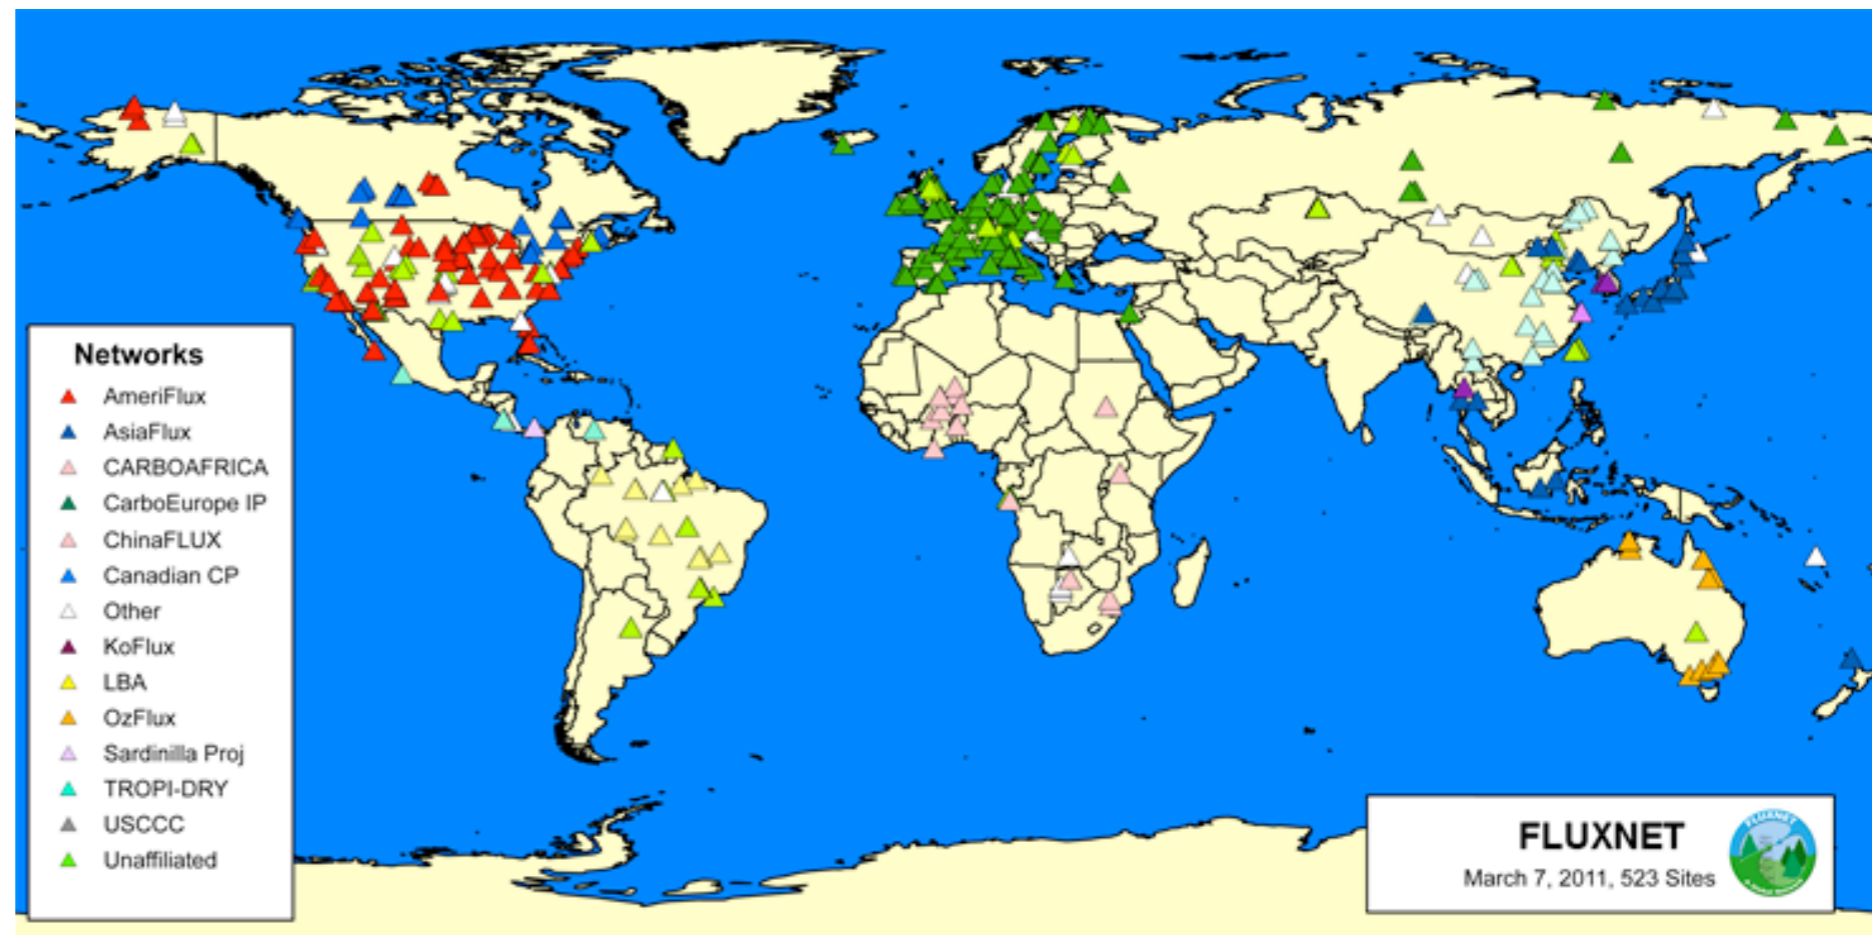 Networks
AmeriFlux
AsiaFlux
CARBOAFRICA
CarboEurope IP
ChinaFLUX
Canadian CP
Other
KoFlux
LBA
OzFlux
Sardinilla Proj
TROPI-DRY
USCCC
Unaffiliated
FLUXNET
March 7, 2011, 523 Sites
FLUXNET